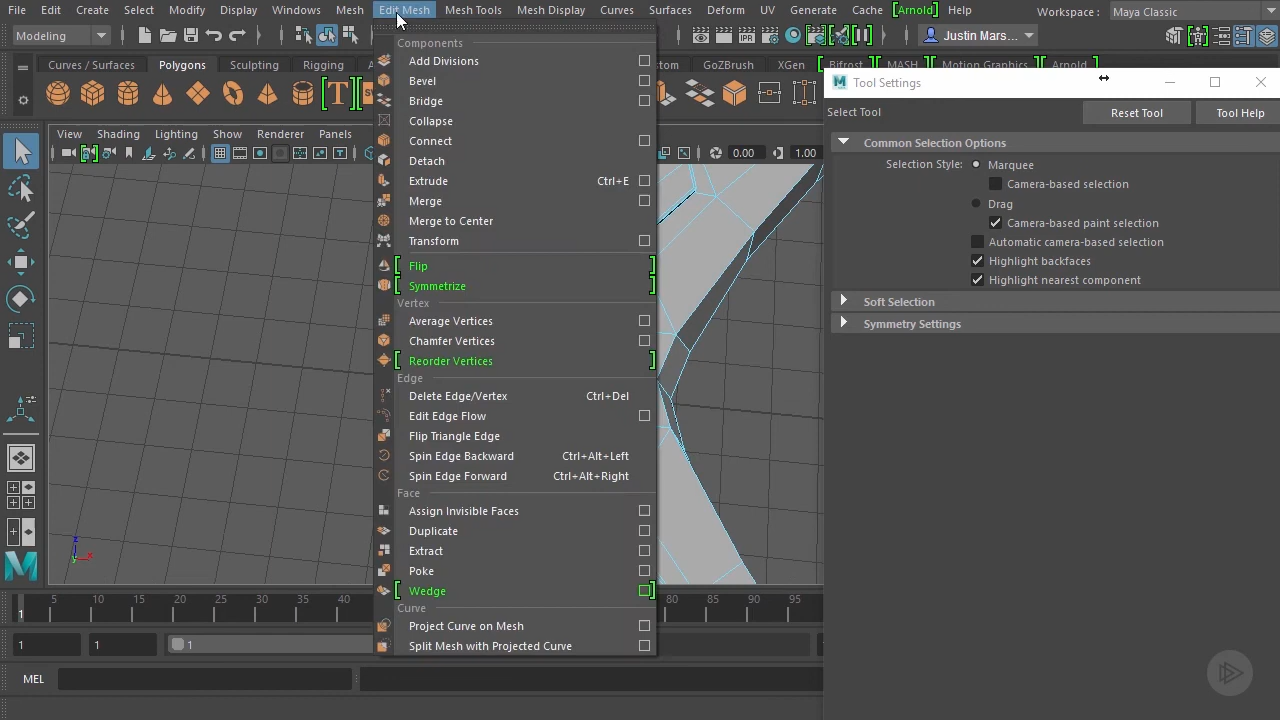 File Edit Create Select Modify Display Windows Mesh Edit Mesh Mesh Tools Mesh Display Curves Surfaces Deform UV Generate Cache Arnold Help Workspace : Maya Classic
Modeling Justin Mars...
Curves / Surfaces Polygons Sculpting Rigging GoZBrush XGen Bifrost MASH Motion Graphics Arnold
Tool Settings
Select Tool Reset Tool Tool Help
View Shading Lighting Show Renderer Panels
0.00 1.00
Common Selection Options
Selection Style: Marquee
Camera-based selection
Drag
Camera-based paint selection
Automatic camera-based selection
Highlight backfaces
Highlight nearest component
Soft Selection
Symmetry Settings
Components
Add Divisions
Bevel
Bridge
Collapse
Connect
Detach
Extrude Ctrl+E
Merge
Merge to Center
Transform
Flip
Symmetrize
Vertex
Average Vertices
Chamfer Vertices
Reorder Vertices
Edge
Delete Edge/Vertex Ctrl+Del
Edit Edge Flow
Flip Triangle Edge
Spin Edge Backward Ctrl+Alt+Left
Spin Edge Forward Ctrl+Alt+Right
Face
Assign Invisible Faces
Duplicate
Extract
Poke
Wedge
Curve
Project Curve on Mesh
Split Mesh with Projected Curve
z
x
y
1 5 10 15 20 25 30 35 40 80 85 90 95
1 1 1
MEL